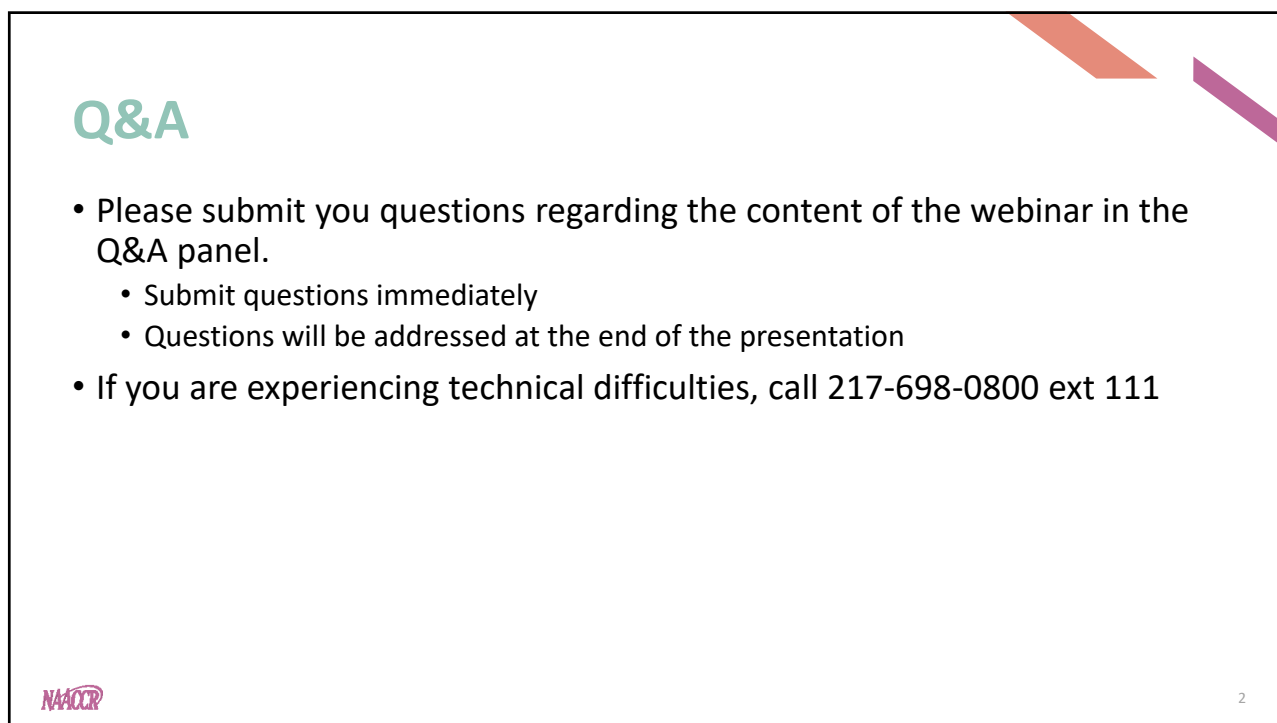 Q&A
• Please submit you questions regarding the content of the webinar in the
Q&A panel.
• Submit questions immediately
• Questions will be addressed at the end of the presentation
• If you are experiencing technical difficulties, call 217-698-0800 ext 111
NAACCR
2